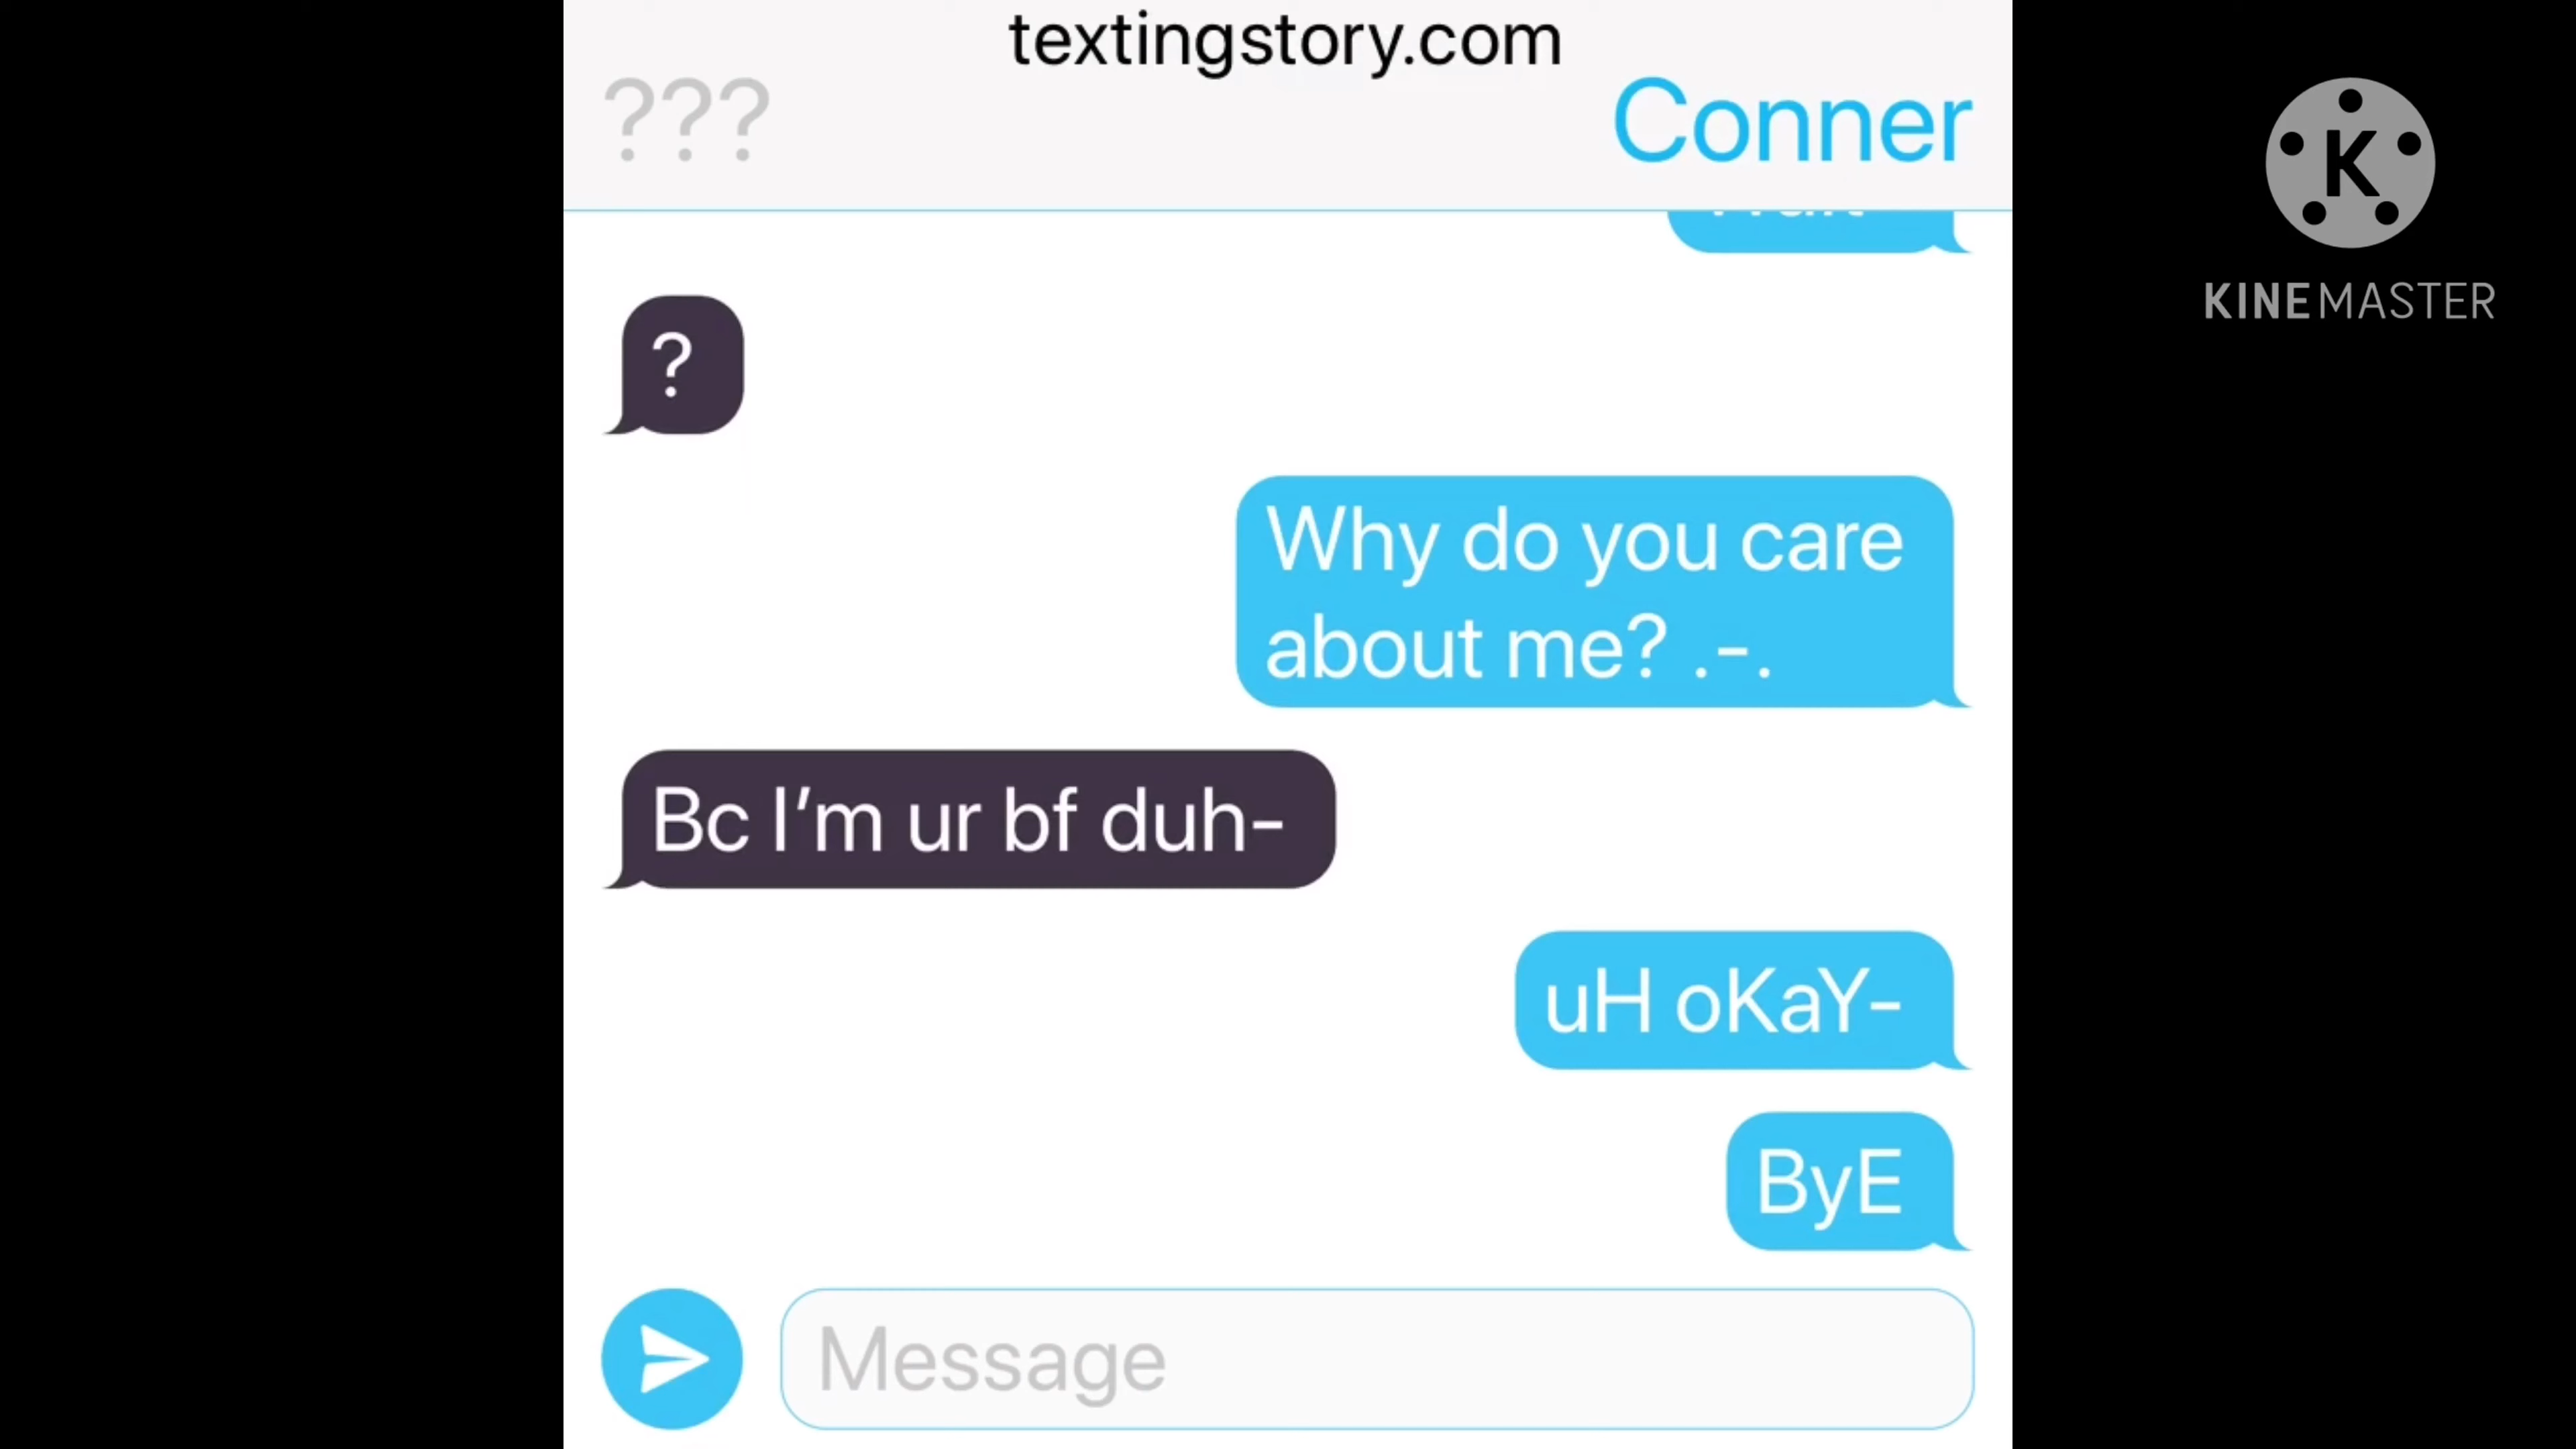 textingstory.com
???
Conner
?
Why do you care
about me? .-.
Bc I'm ur bf duh-
uH oKaY-
ByE
Message
K
KINEMASTER